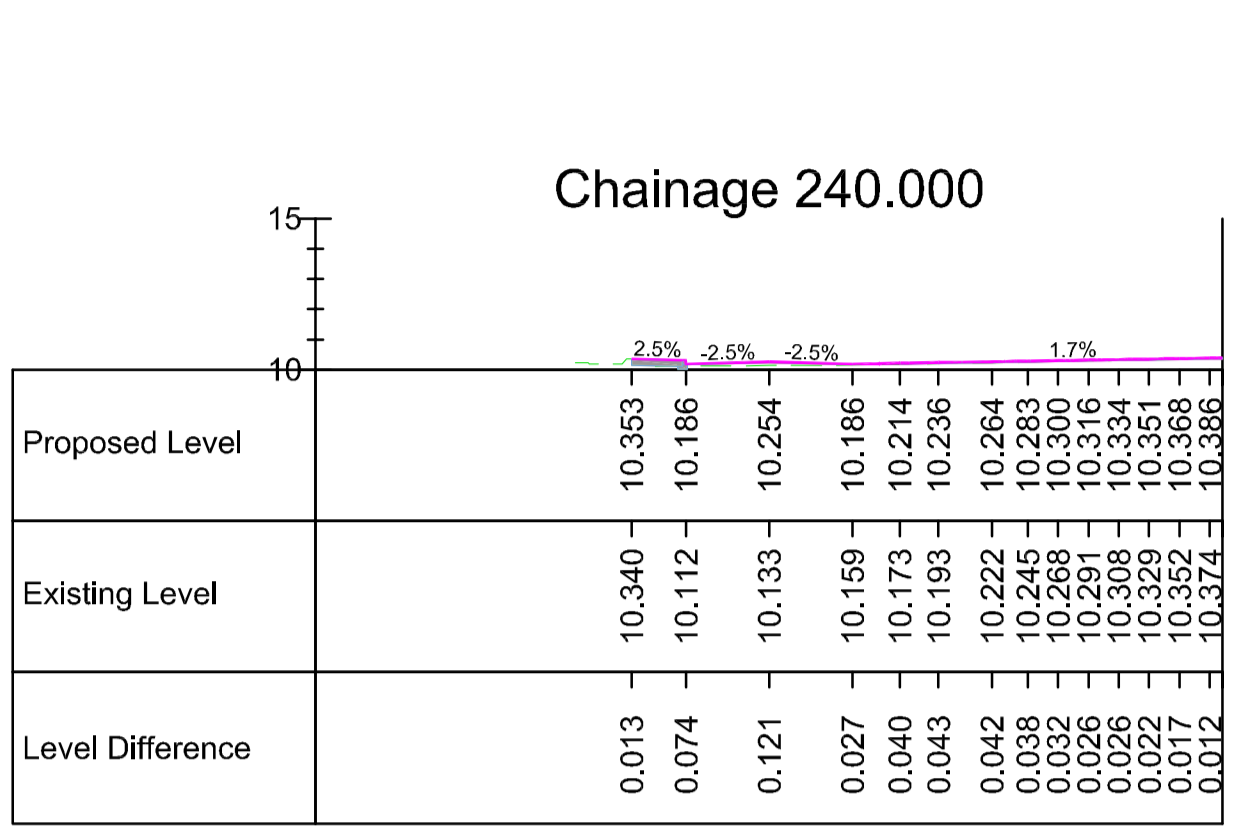 Chainage 240.000
15
10
2.5% -2.5% -2.5% 1.7%
Proposed Level 10.353 10.186 10.254 10.186 10.214 10.236 10.264 10.283 10.300 10.316 10.334 10.351 10.368 10.386
Existing Level 10.340 10.112 10.133 10.159 10.173 10.193 10.222 10.245 10.268 10.291 10.308 10.329 10.352 10.374
Level Difference 0.013 0.074 0.121 0.027 0.040 0.043 0.042 0.038 0.032 0.026 0.026 0.022 0.017 0.012